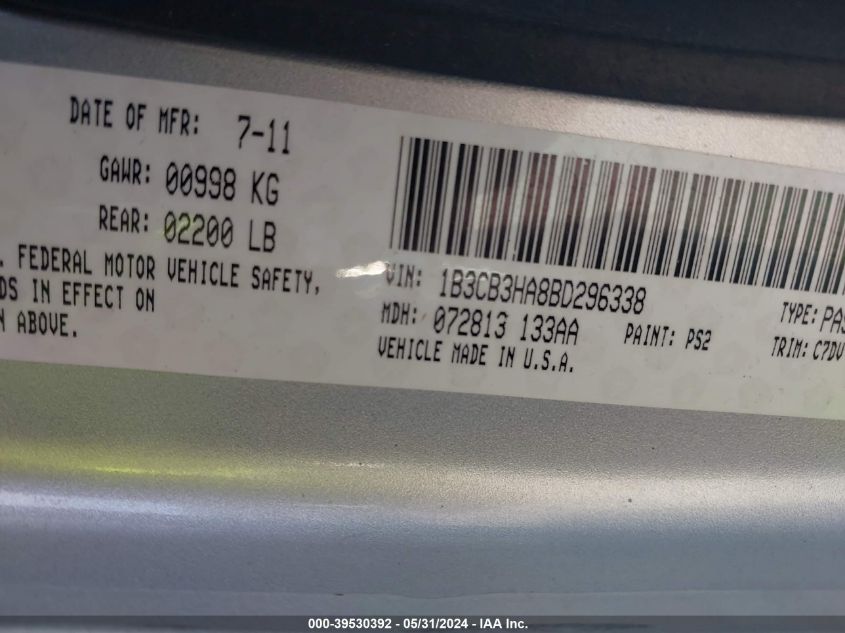 DATE OF MFR: 7-11
GAWR: 00998 KG
REAR: 02200 LB
. FEDERAL MOTOR VEHICLE SAFETY,
DS IN EFFECT ON
N ABOVE.
VIN: 1B3CB3HA8BD296338
MDH: 072813 133AA
PAINT: PS2
VEHICLE MADE IN U.S.A.
TYPE: PAS
TRIM: C7DV
000-39530392 - 05/31/2024 - IAA Inc.